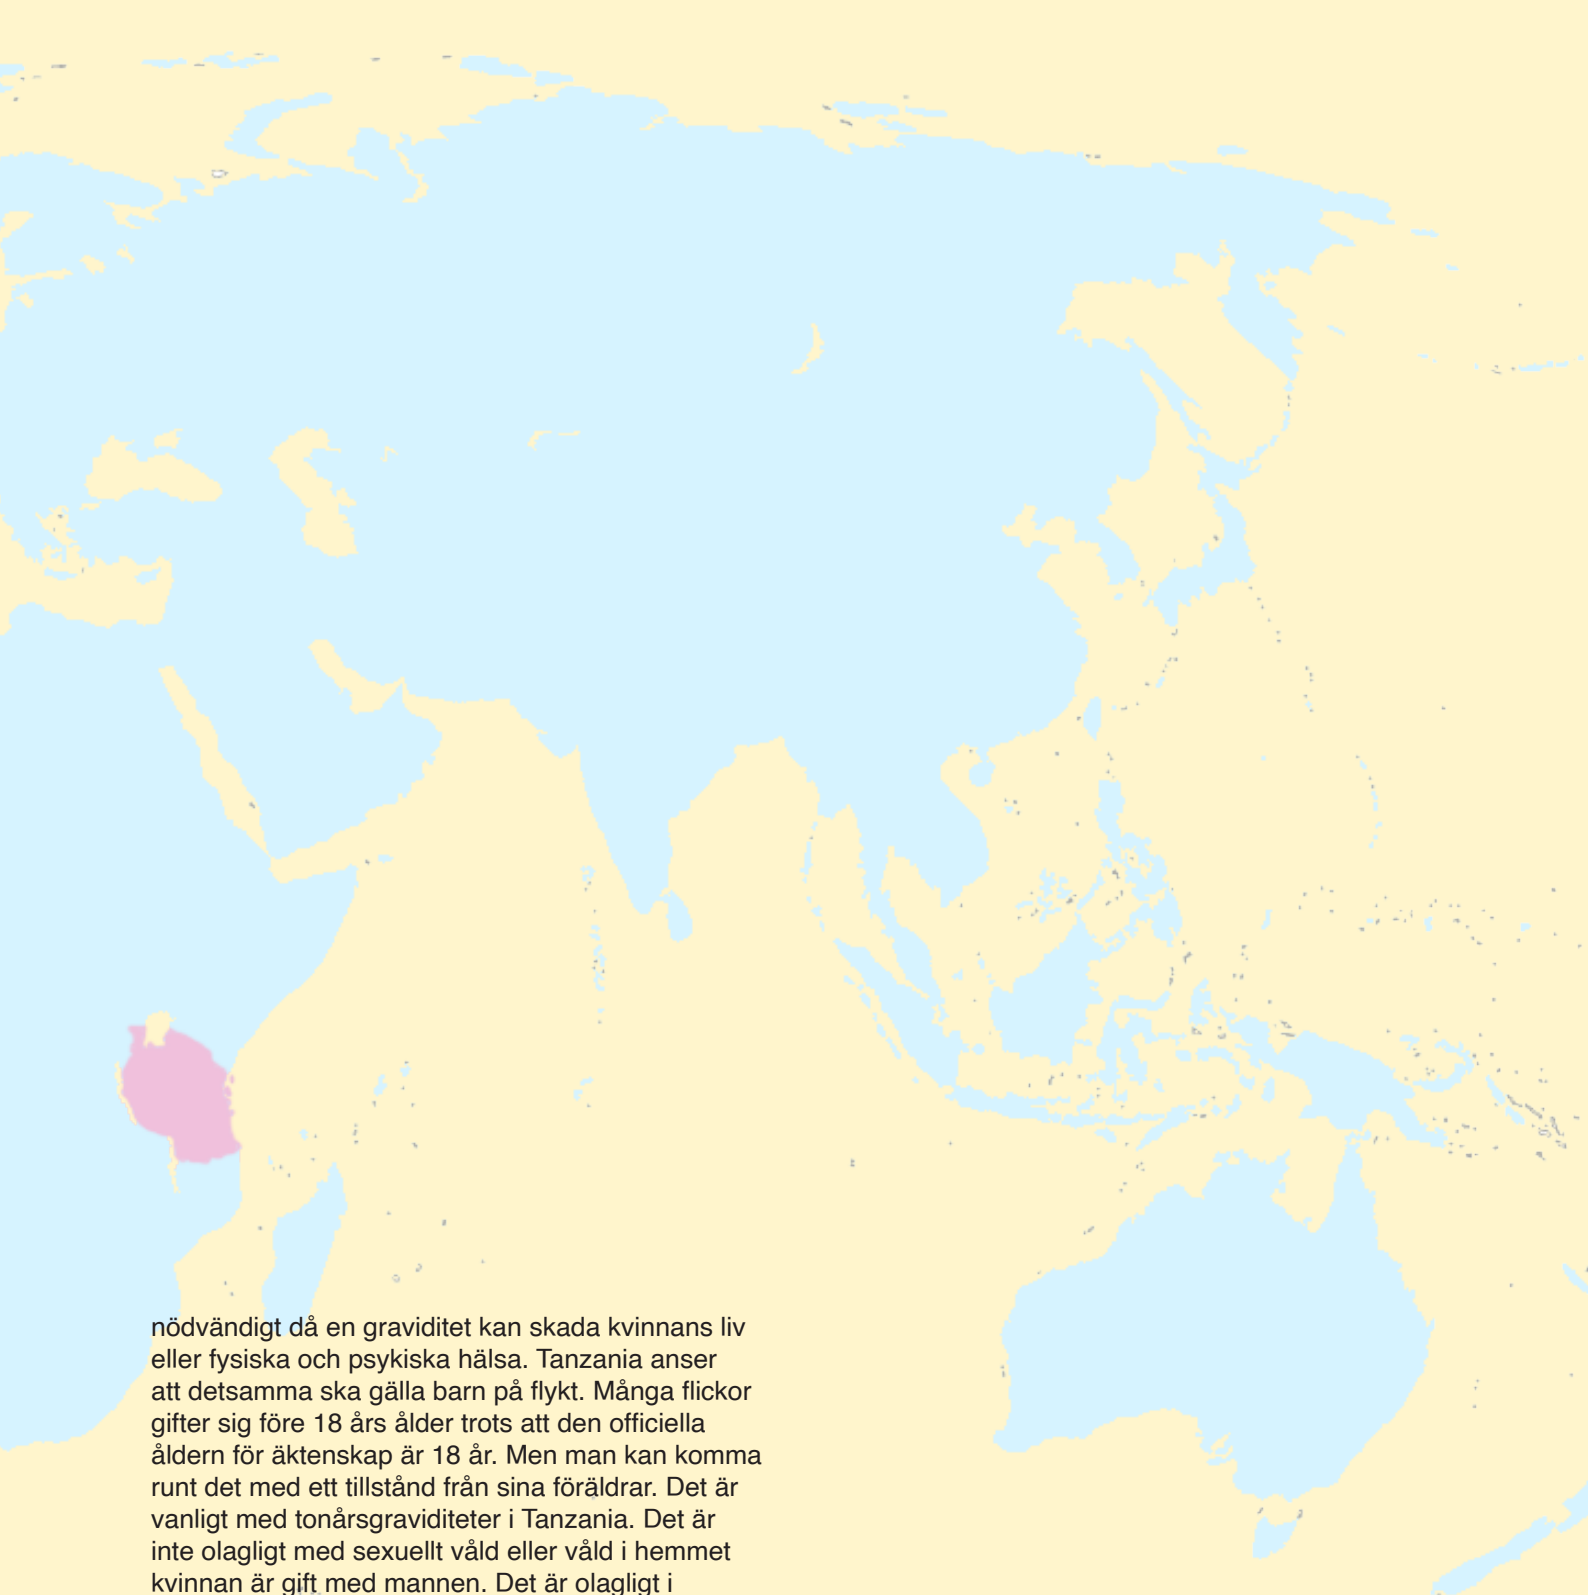 nödvändigt då en graviditet kan skada kvinnans liv
eller fysiska och psykiska hälsa. Tanzania anser
att detsamma ska gälla barn på flykt. Många flickor
gifter sig före 18 års ålder trots att den officiella
åldern för äktenskap är 18 år. Men man kan komma
runt det med ett tillstånd från sina föräldrar. Det är
vanligt med tonårsgraviditeter i Tanzania. Det är
inte olagligt med sexuellt våld eller våld i hemmet
kvinnan är gift med mannen. Det är olagligt i